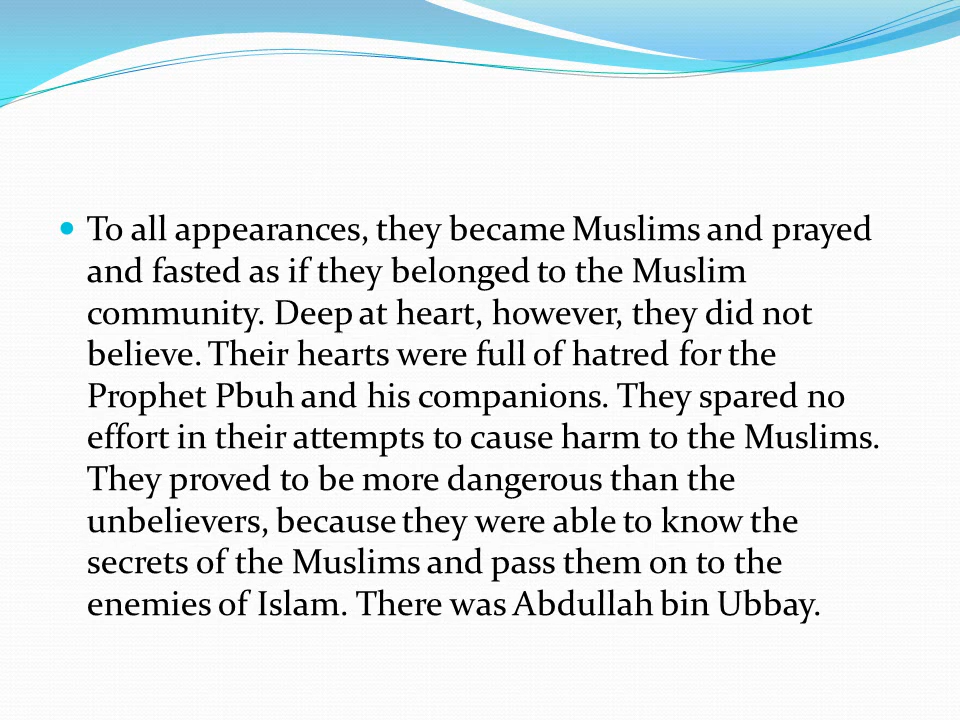 To all appearances, they became Muslims and prayed
and fasted as if they belonged to the Muslim
community. Deep at heart, however, they did not
believe. Their hearts were full of hatred for the
Prophet Pbuh and his companions. They spared no
effort in their attempts to cause harm to the Muslims.
They proved to be more dangerous than the
unbelievers, because they were able to know the
secrets of the Muslims and pass them on to the
enemies of Islam. There was Abdullah bin Ubbay.